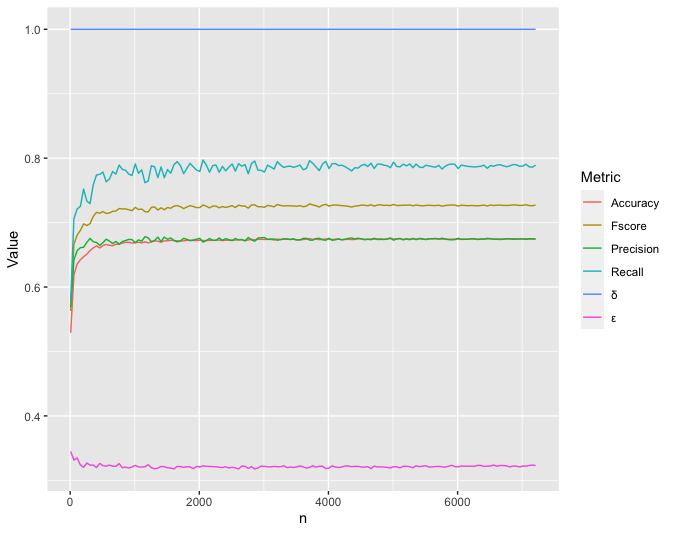 1.0
0.8
0.6
0.4
Value
0
2000
4000
6000
n
Metric
Accuracy
Fscore
Precision
Recall
δ
ε